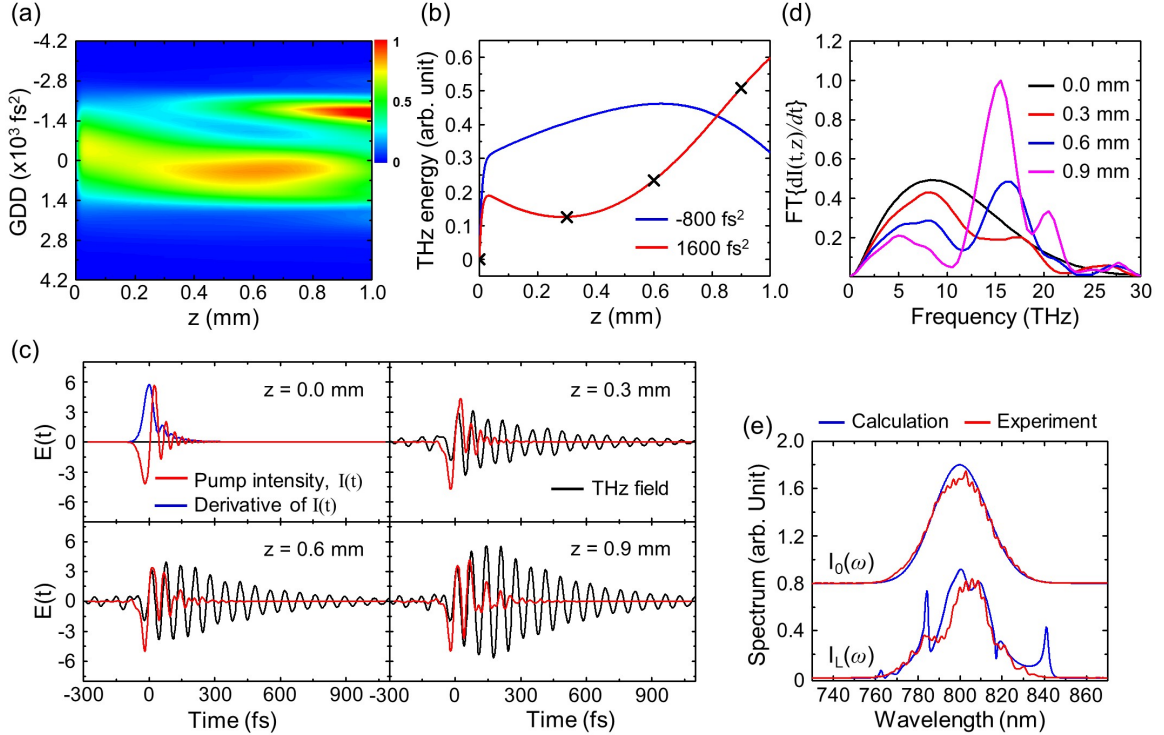 (a)
GDD (x10³ fs²)
-4.2
-2.8
-1.4
0
1.4
2.8
4.2
0 0.2 0.4 0.6 0.8 1.0
z (mm)
1
0.5
0
(b)
THz energy (arb. unit)
0.6
0.5
0.4
0.3
0.2
0.1
0
-800 fs²
1600 fs²
0 0.2 0.4 0.6 0.8 1.0
z (mm)
(d)
FT{dI(t,z)/dt}
1.2
1.0
0.8
0.6
0.4
0.2
0.0 mm
0.3 mm
0.6 mm
0.9 mm
0 5 10 15 20 25 30
Frequency (THz)
(c)
E(t)
6
3
0
-3
-6
z = 0.0 mm
Pump intensity, I(t)
Derivative of I(t)
z = 0.3 mm
THz field
E(t)
6
3
0
-3
-6
z = 0.6 mm
z = 0.9 mm
-300 0 300 600 900
Time (fs)
-300 0 300 600 900
Time (fs)
(e)
Calculation Experiment
Spectrum (arb. Unit)
2.0
1.6
1.2
0.8
0.4
0
I₀(ω)
I_L(ω)
740 760 780 800 820 840 860
Wavelength (nm)